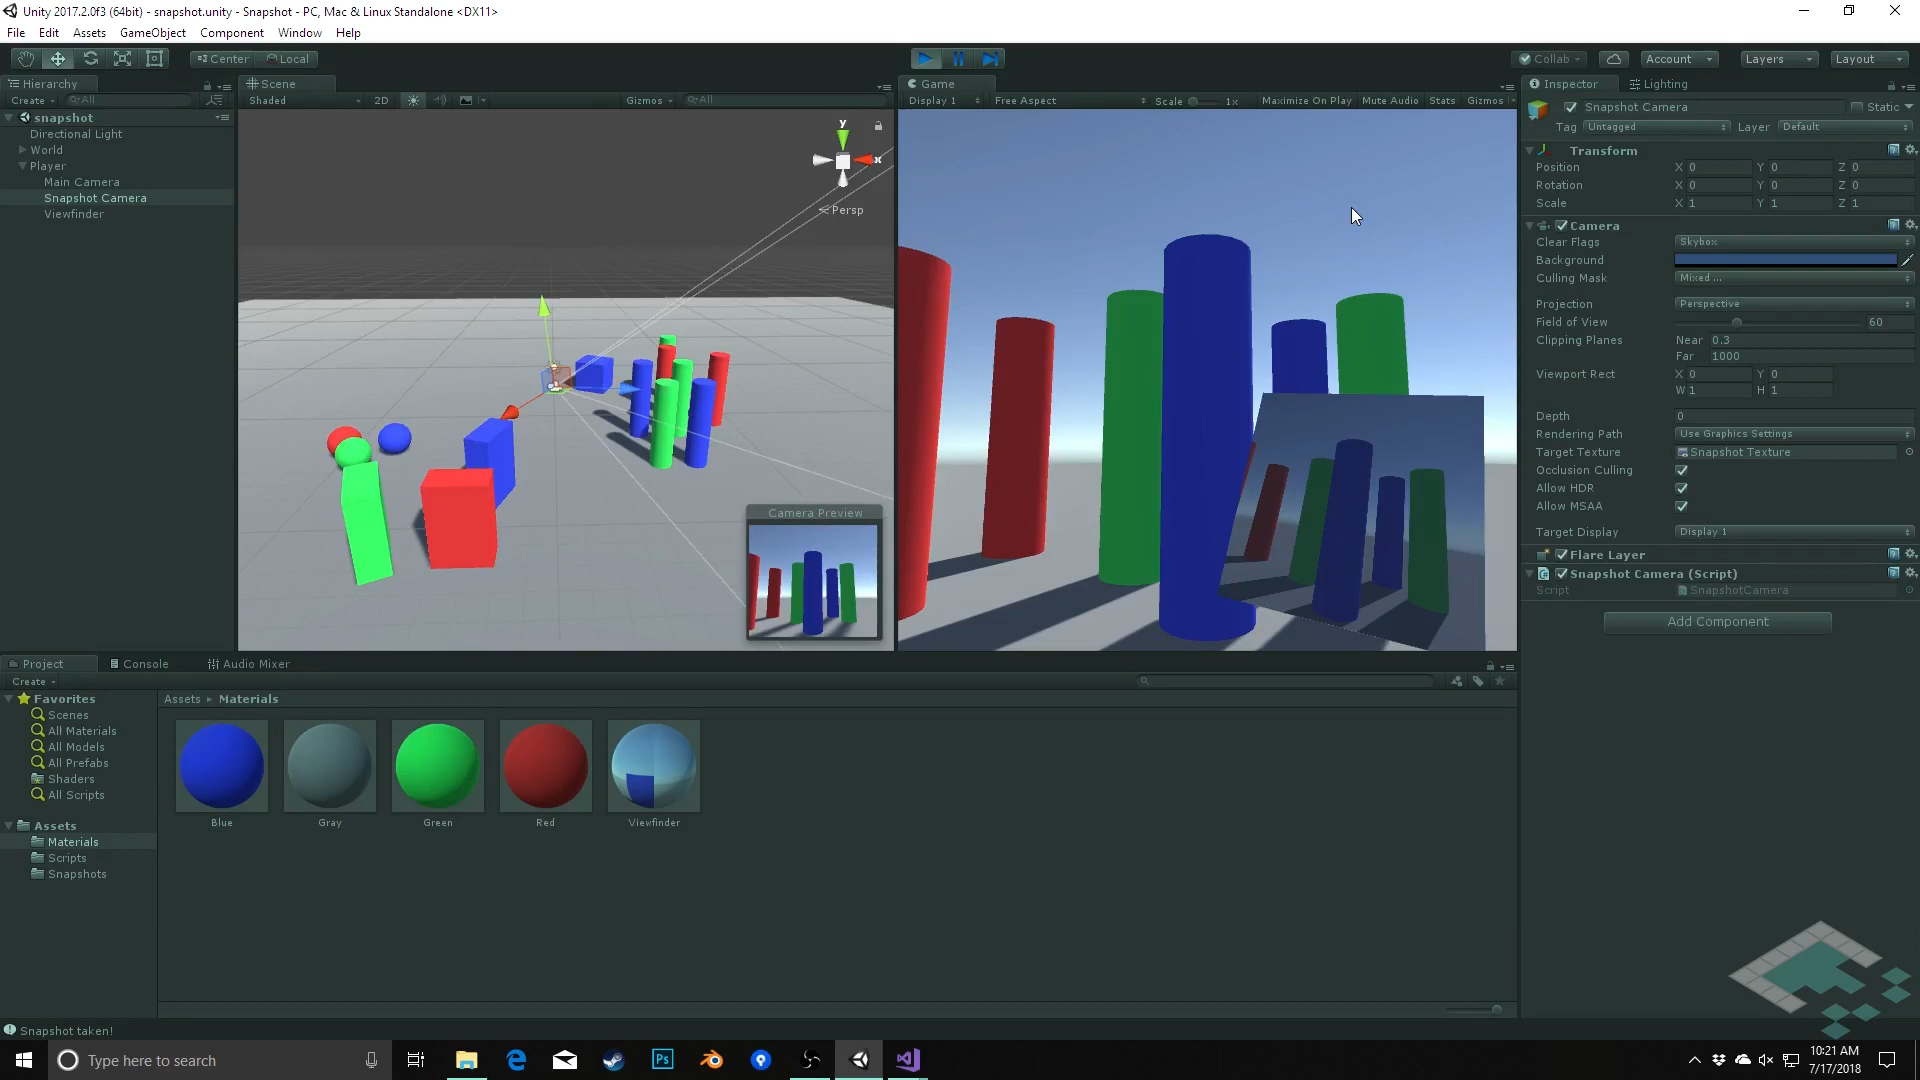 Unity 2017.2.0f3 (64bit) - snapshot.unity - Snapshot - PC, Mac & Linux Standalone <DX11>
File Edit Assets GameObject Component Window Help
Center Local
Collab Account Layers Layout
Hierarchy
Create All
snapshot
Directional Light
World
Player
Main Camera
Snapshot Camera
Viewfinder
Scene
Shaded 2D Gizmos All
y
x
Persp
Camera Preview
Game
Display 1 Free Aspect Scale 1x Maximize On Play Mute Audio Stats Gizmos
Inspector Lighting
Snapshot Camera Static
Tag Untagged Layer Default
Transform
Position X 0 Y 0 Z 0
Rotation X 0 Y 0 Z 0
Scale X 1 Y 1 Z 1
Camera
Clear Flags Skybox
Background
Culling Mask Mixed ...
Projection Perspective
Field of View 60
Clipping Planes Near 0.3
Far 1000
Viewport Rect X 0 Y 0
W 1 H 1
Depth 0
Rendering Path Use Graphics Settings
Target Texture Snapshot Texture
Occlusion Culling
Allow HDR
Allow MSAA
Target Display Display 1
Flare Layer
Snapshot Camera (Script)
Script SnapshotCamera
Add Component
Project Console Audio Mixer
Create
Favorites
Scenes
All Materials
All Models
All Prefabs
Shaders
All Scripts
Assets
Materials
Scripts
Snapshots
Assets Materials
Blue Gray Green Red Viewfinder
Snapshot taken!
Type here to search
Ps
10:21 AM
7/17/2018